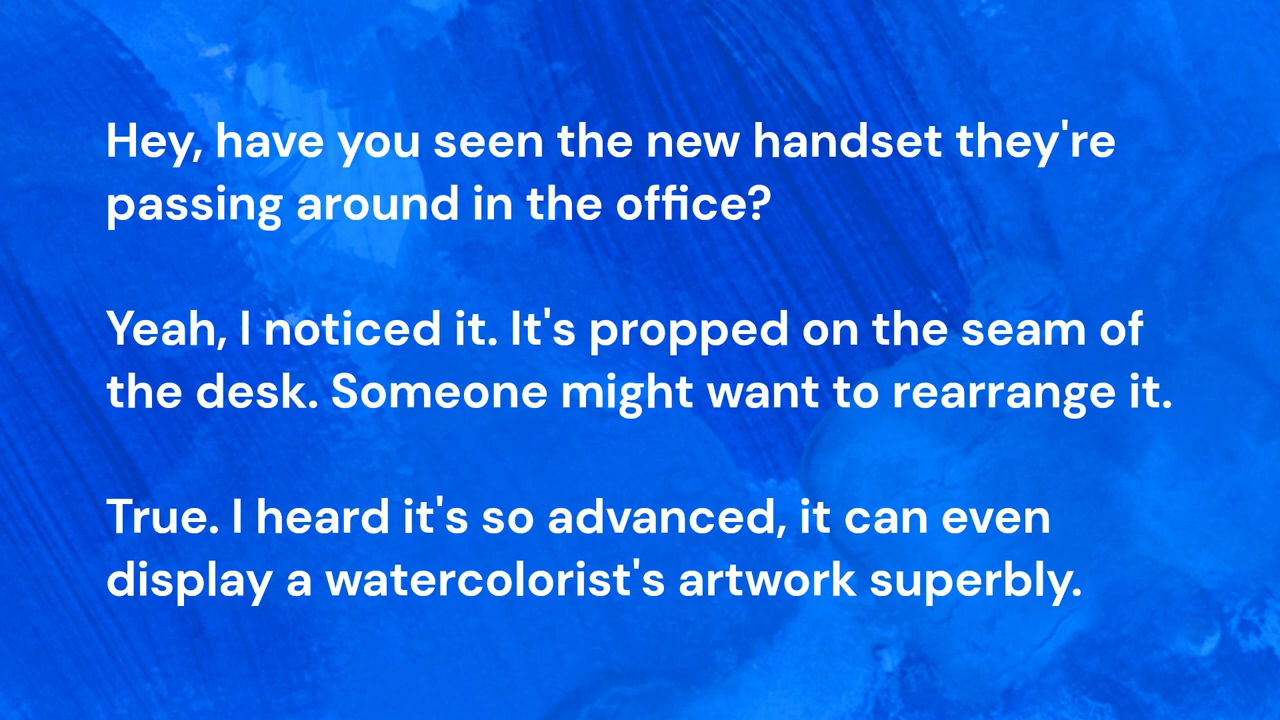 Hey, have you seen the new handset they're
passing around in the office?
Yeah, I noticed it. It's propped on the seam of
the desk. Someone might want to rearrange it.
True. I heard it's so advanced, it can even
display a watercolorist's artwork superbly.